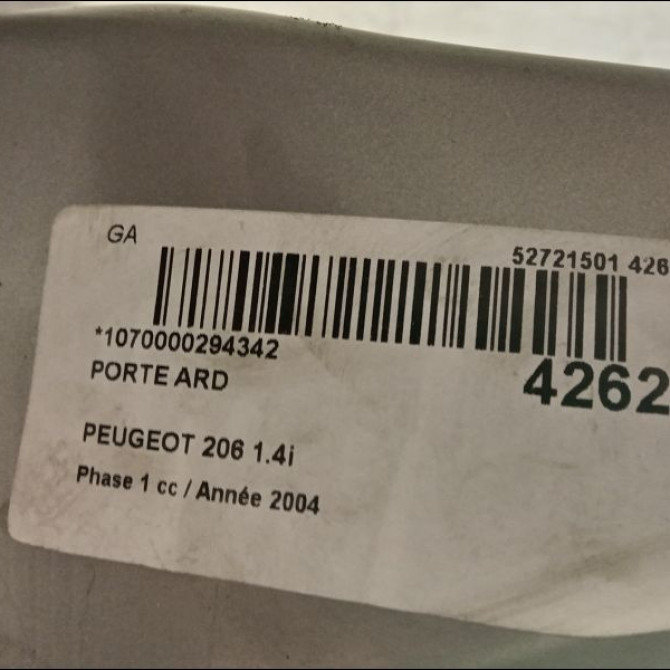 GA
52721501 426
*1070000294342
PORTE ARD
4262
PEUGEOT 206 1.4i
Phase 1 cc / Année 2004